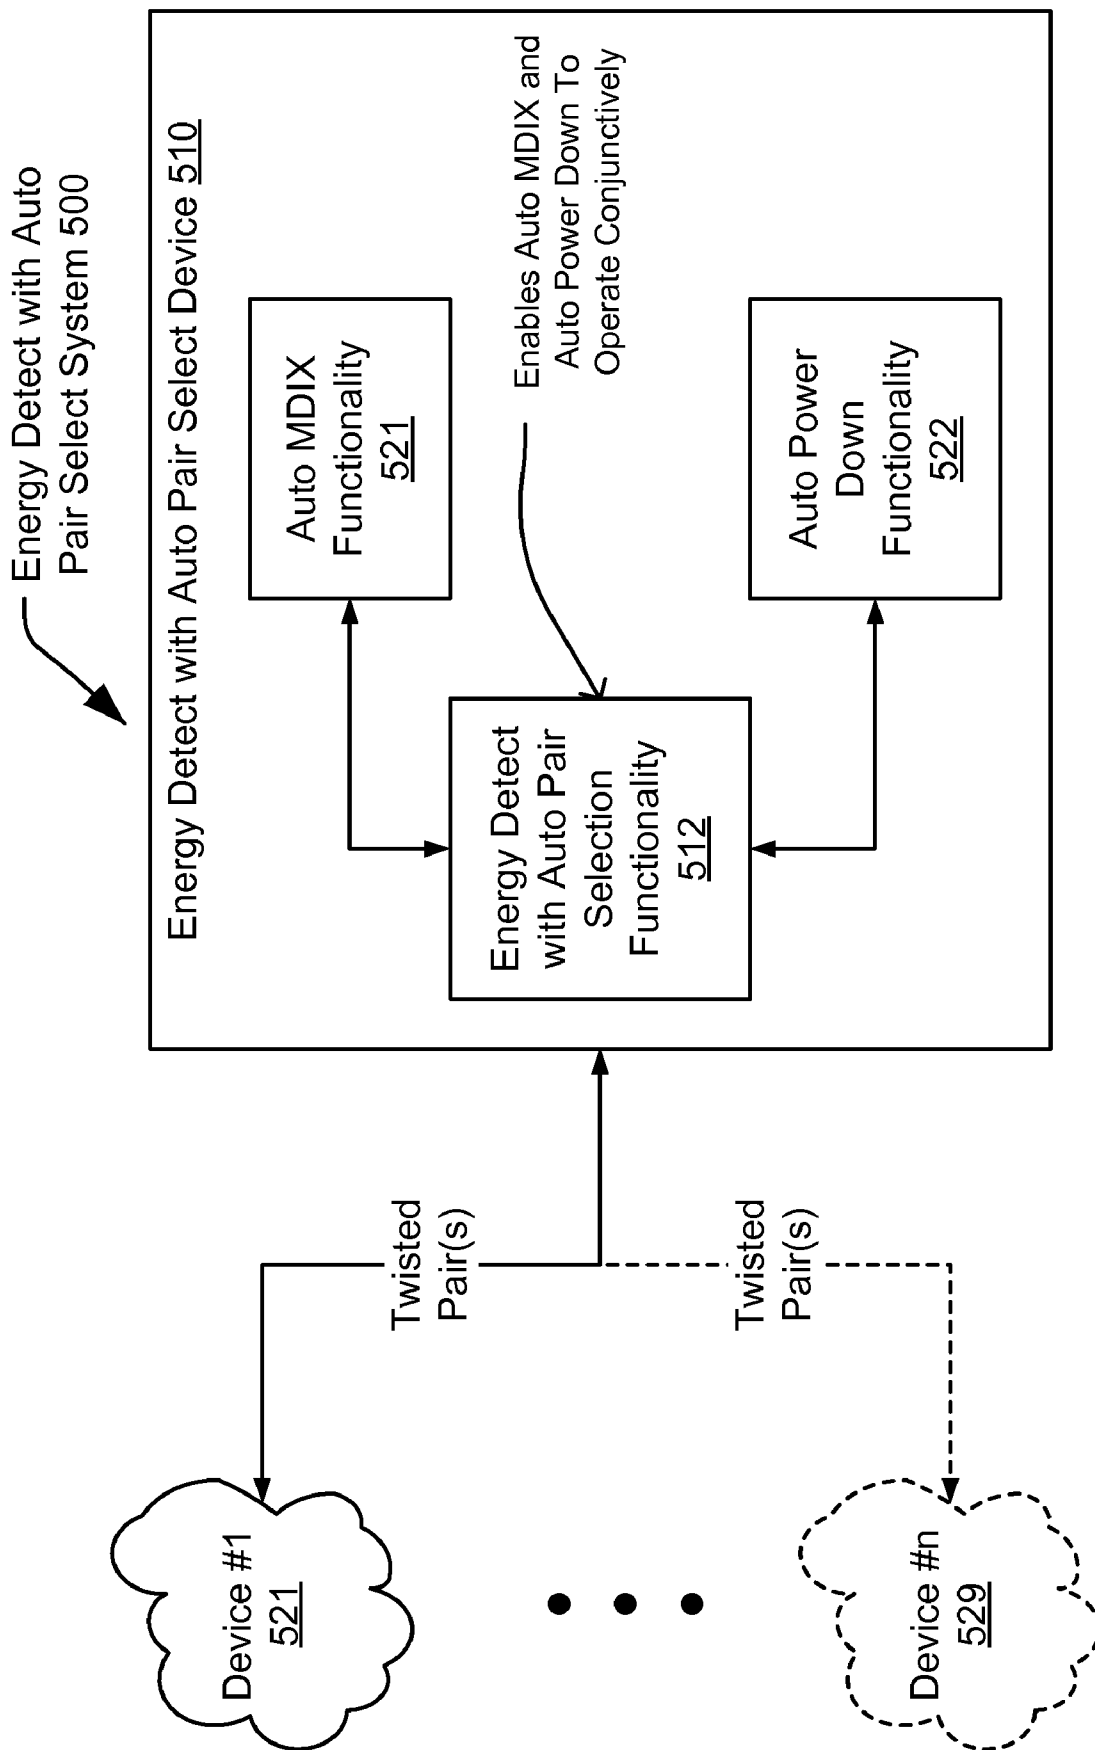 Energy Detect with Auto
Pair Select System 500
Energy Detect with Auto Pair Select Device 510
Auto MDIX
Functionality
521
Enables Auto MDIX and
Auto Power Down To
Operate Conjunctively
Energy Detect
with Auto Pair
Selection
Functionality
512
Auto Power
Down
Functionality
522
Twisted
Pair(s)
Twisted
Pair(s)
Device #1
521
Device #n
529